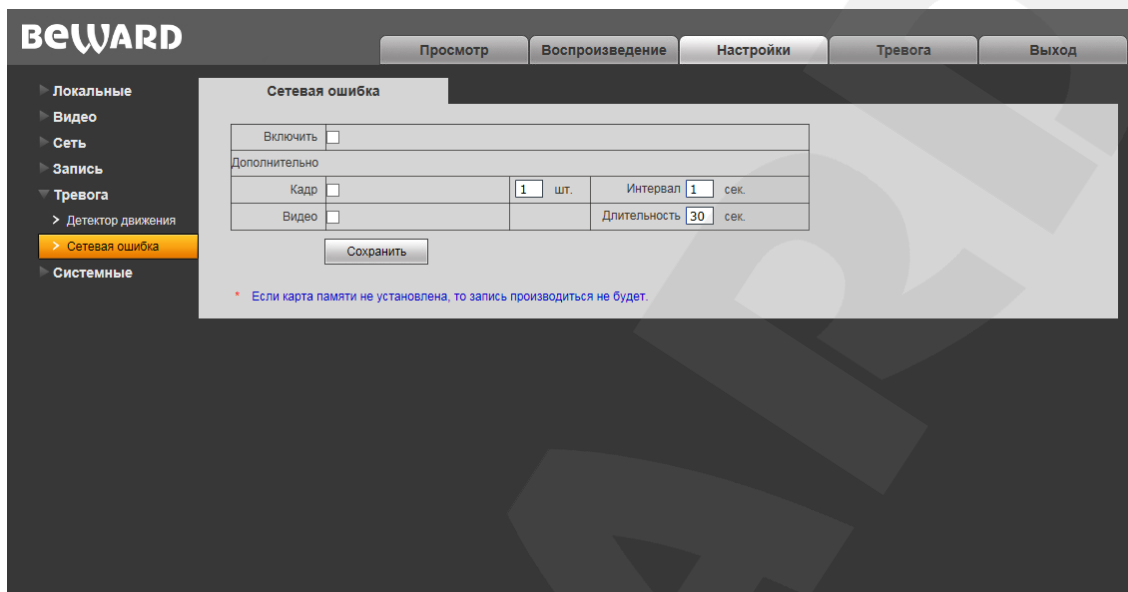 BEWARD
Просмотр Воспроизведение Настройки Тревога Выход
Локальные
Видео
Сеть
Запись
Тревога
> Детектор движения
> Сетевая ошибка
Системные
Сетевая ошибка
Включить
Дополнительно
Кадр 1 шт. Интервал 1 сек.
Видео Длительность 30 сек.
Сохранить
* Если карта памяти не установлена, то запись производиться не будет.